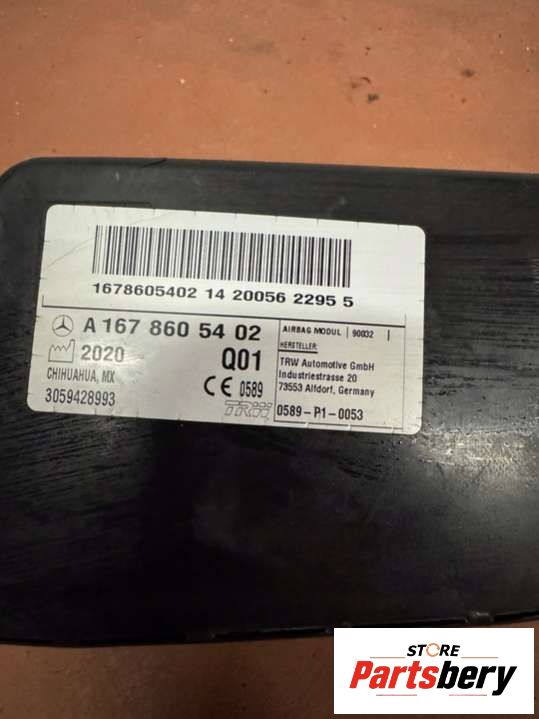 1678605402 14 20056 2295 5
A 167 860 54 02
2020
Q01
CHIHUAHUA, MX
3059428993
CE 0589
TRW
AIRBAG MODUL | 90032 |
HERSTELLER:
TRW Automotive GmbH
Industriestrasse 20
73553 Alfdorf, Germany
0589-P1-0053
STORE
Partsbery